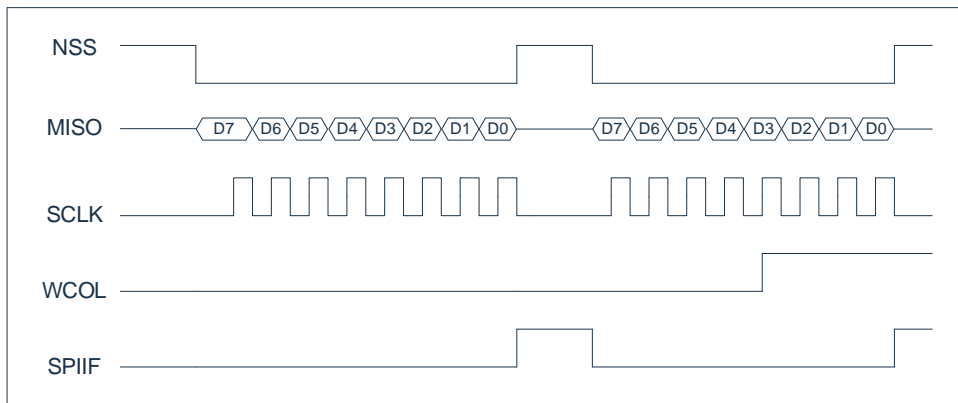 NSS
MISO D7 D6 D5 D4 D3 D2 D1 D0 D7 D6 D5 D4 D3 D2 D1 D0
SCLK
WCOL
SPIIF